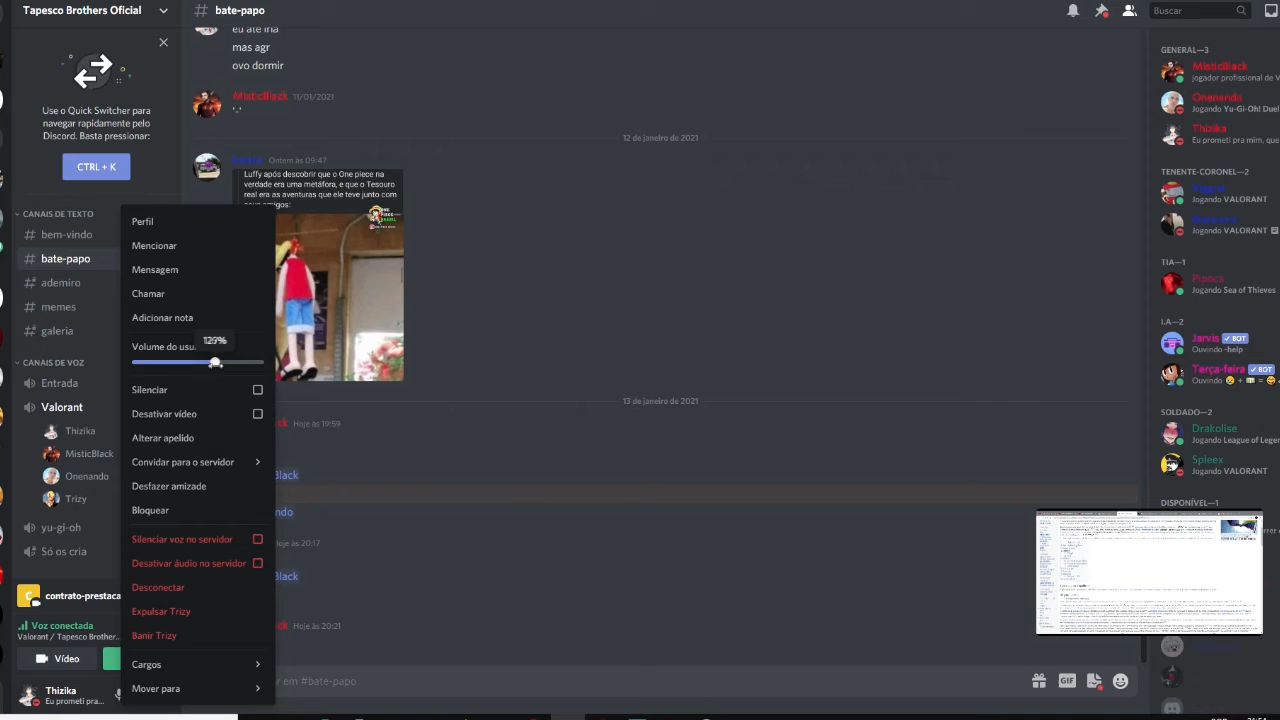 Tapesco Brothers Oficial
# bate-papo
Buscar
Use o Quick Switcher para
navegar rapidamente pelo
Discord. Basta pressionar:
CTRL + K
CANAIS DE TEXTO
# bem-vindo
# bate-papo
# ademiro
# memes
# galeria
CANAIS DE VOZ
Entrada
Valorant
Thizika
MisticBlack
Onenando
Trizy
yu-gi-oh
Só os cria
contrato-prestaca
Voz conectada
Valorant / Tapesco Brother...
Vídeo
Thizika
Eu prometi pra...
Perfil
Mencionar
Mensagem
Chamar
Adicionar nota
Volume do usu
Silenciar
Desativar vídeo
Alterar apelido
Convidar para o servidor
Desfazer amizade
Bloquear
Silenciar voz no servidor
Desativar áudio no servidor
Desconectar
Expulsar Trizy
Banir Trizy
Cargos
Mover para
eu ate iria
mas agr
ovo dormir
MisticBlack 11/01/2021
'-'
12 de janeiro de 2021
Ontem às 09:47
Luffy após descobrir que o One piece na
verdade era uma metáfora, e que o Tesouro
real era as aventuras que ele teve junto com
13 de janeiro de 2021
Hoje às 19:59
Black
ndo
Hoje às 20:17
Black
Hoje às 20:21
ar em #bate-papo
GIF
GENERAL—3
MisticBlack
jogador profissional de V
Onenando
Jogando Yu-Gi-Oh! Duel
Thizika
Eu prometi pra mim, que
TENENTE-CORONEL—2
Jogando VALORANT
Jogando VALORANT
TIA—1
Jogando Sea of Thieves
I.A—2
Jarvis BOT
Ouvindo -help
Terça-feira BOT
Ouvindo
SOLDADO—2
Drakolise
Jogando League of Legen
Spleex
Jogando VALORANT
DISPONÍVEL—1